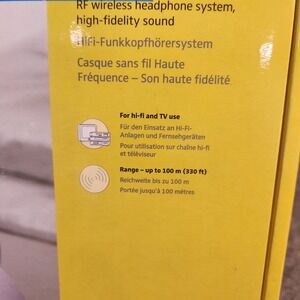 RF wireless headphone system,
high-fidelity sound
HiFi-Funkkopfhörersystem
Casque sans fil Haute
Fréquence – Son haute fidélité
For hi-fi and TV use
Für den Einsatz an Hi-Fi-
Anlagen und Fernsehgeräten
Pour utilisation sur chaîne hi-fi
et téléviseur
Range – up to 100 m (330 ft)
Reichweite bis zu 100 m
Portée jusqu'à 100 mètres